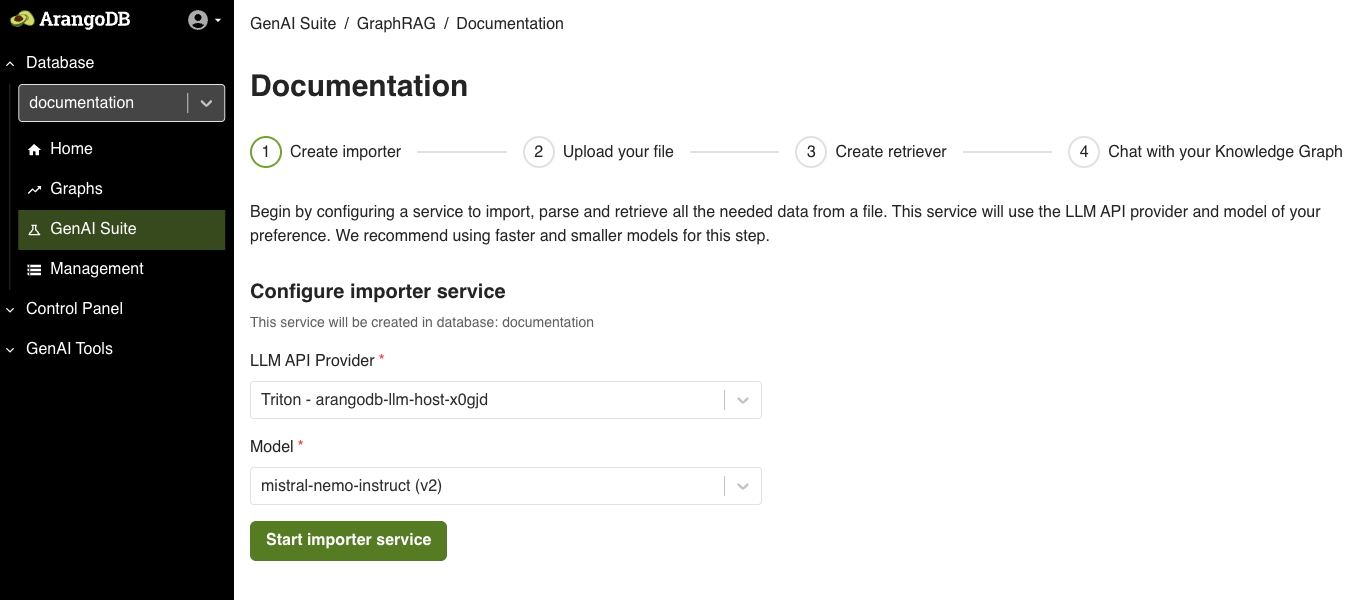 ArangoDB
Database
documentation
Home
Graphs
GenAI Suite
Management
Control Panel
GenAI Tools
GenAI Suite / GraphRAG / Documentation
Documentation
1 Create importer
2 Upload your file
3 Create retriever
4 Chat with your Knowledge Graph
Begin by configuring a service to import, parse and retrieve all the needed data from a file. This service will use the LLM API provider and model of your
preference. We recommend using faster and smaller models for this step.
Configure importer service
This service will be created in database: documentation
LLM API Provider *
Triton - arangodb-llm-host-x0gjd
Model *
mistral-nemo-instruct (v2)
Start importer service